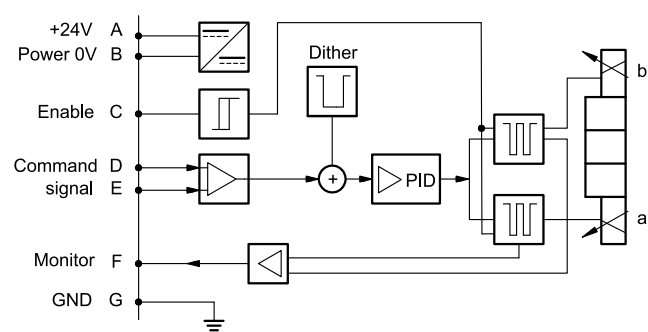 +24V A
Power 0V B
Dither
b
Enable C
Command D
signal E
PID
a
Monitor F
GND G